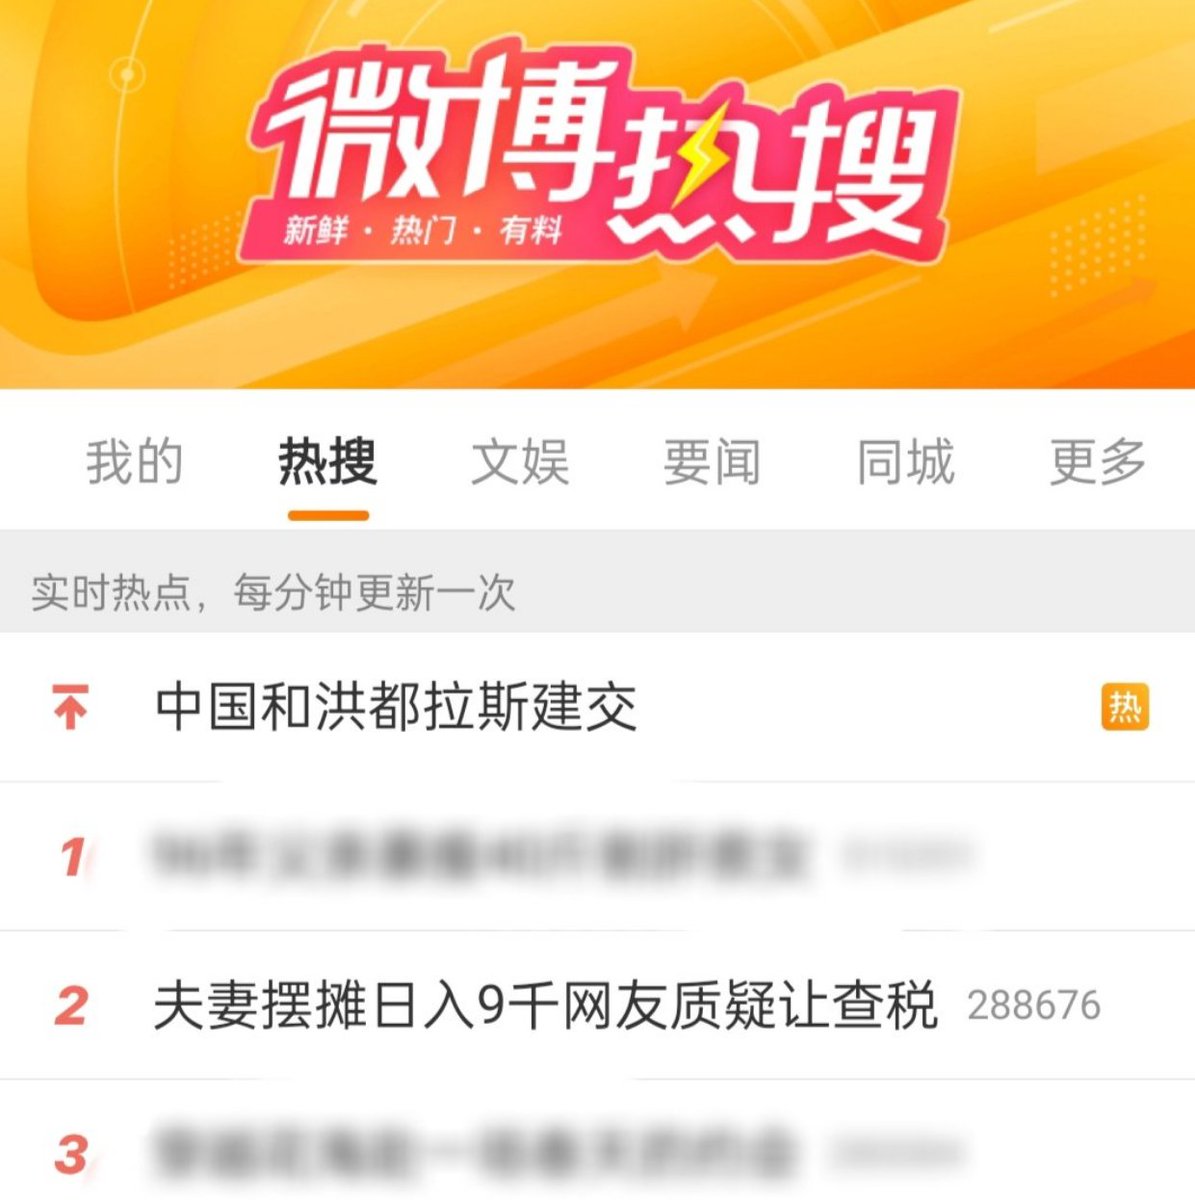 微博热搜
新鲜·热门·有料
我的 热搜 文娱 要闻 同城 更多
实时热点，每分钟更新一次
中国和洪都拉斯建交 热
1
2 夫妻摆摊日入9千网友质疑让查税 288676
3